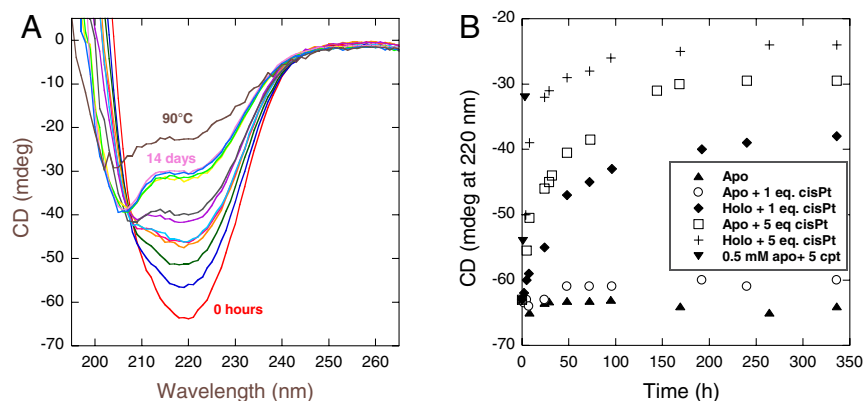 A
CD (mdeg)
0
-10
-20
-30
-40
-50
-60
-70
90°C
14 days
0 hours
200 210 220 230 240 250 260
Wavelength (nm)
B
CD (mdeg at 220 nm)
-20
-30
-40
-50
-60
-70
Apo
Apo + 1 eq. cisPt
Holo + 1 eq. cisPt
Apo + 5 eq cisPt
Holo + 5 eq. cisPt
0.5 mM apo+ 5 cpt
0 50 100 150 200 250 300 350
Time (h)